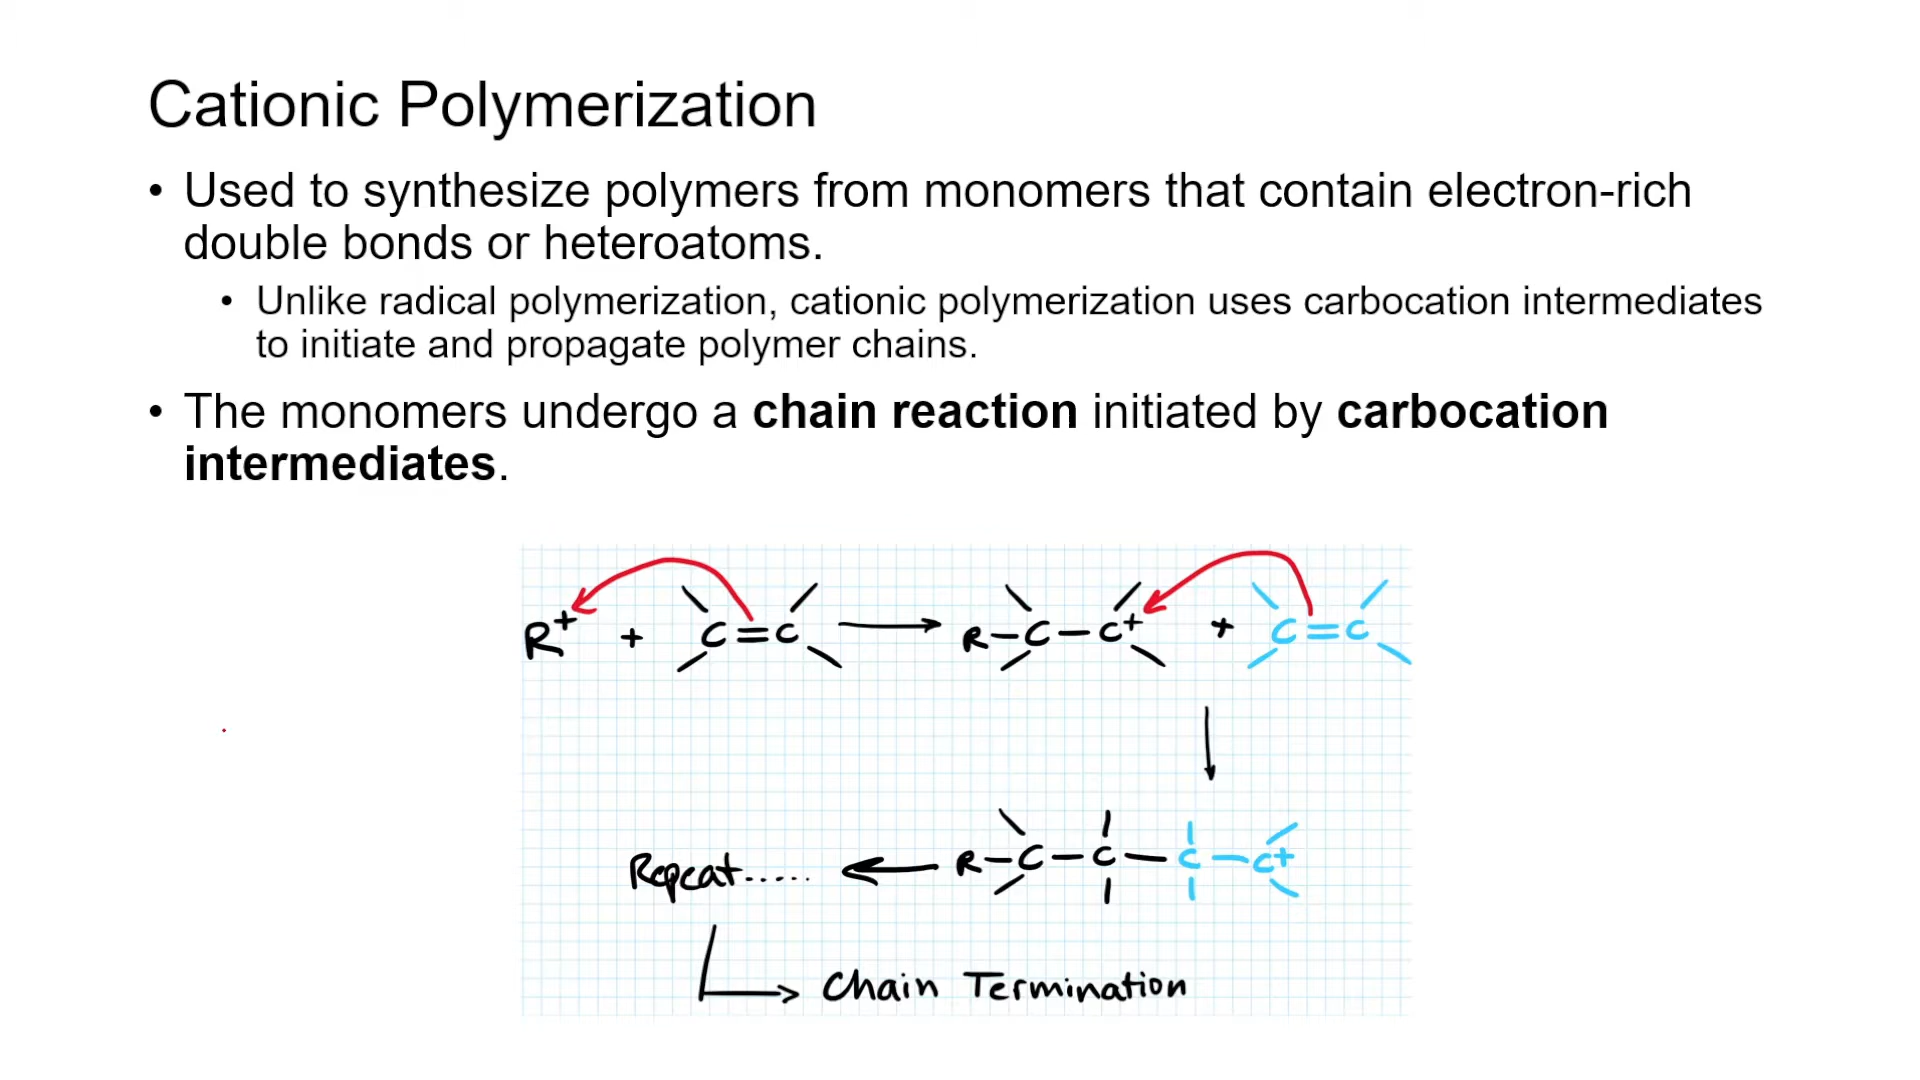 Cationic Polymerization
• Used to synthesize polymers from monomers that contain electron-rich
double bonds or heteroatoms.
• Unlike radical polymerization, cationic polymerization uses carbocation intermediates
to initiate and propagate polymer chains.
• The monomers undergo a chain reaction initiated by carbocation
intermediates.
R+ + C=C → R-C-C+ + C=C
Repeat..... ← R-C-C-C-C+
Chain Termination